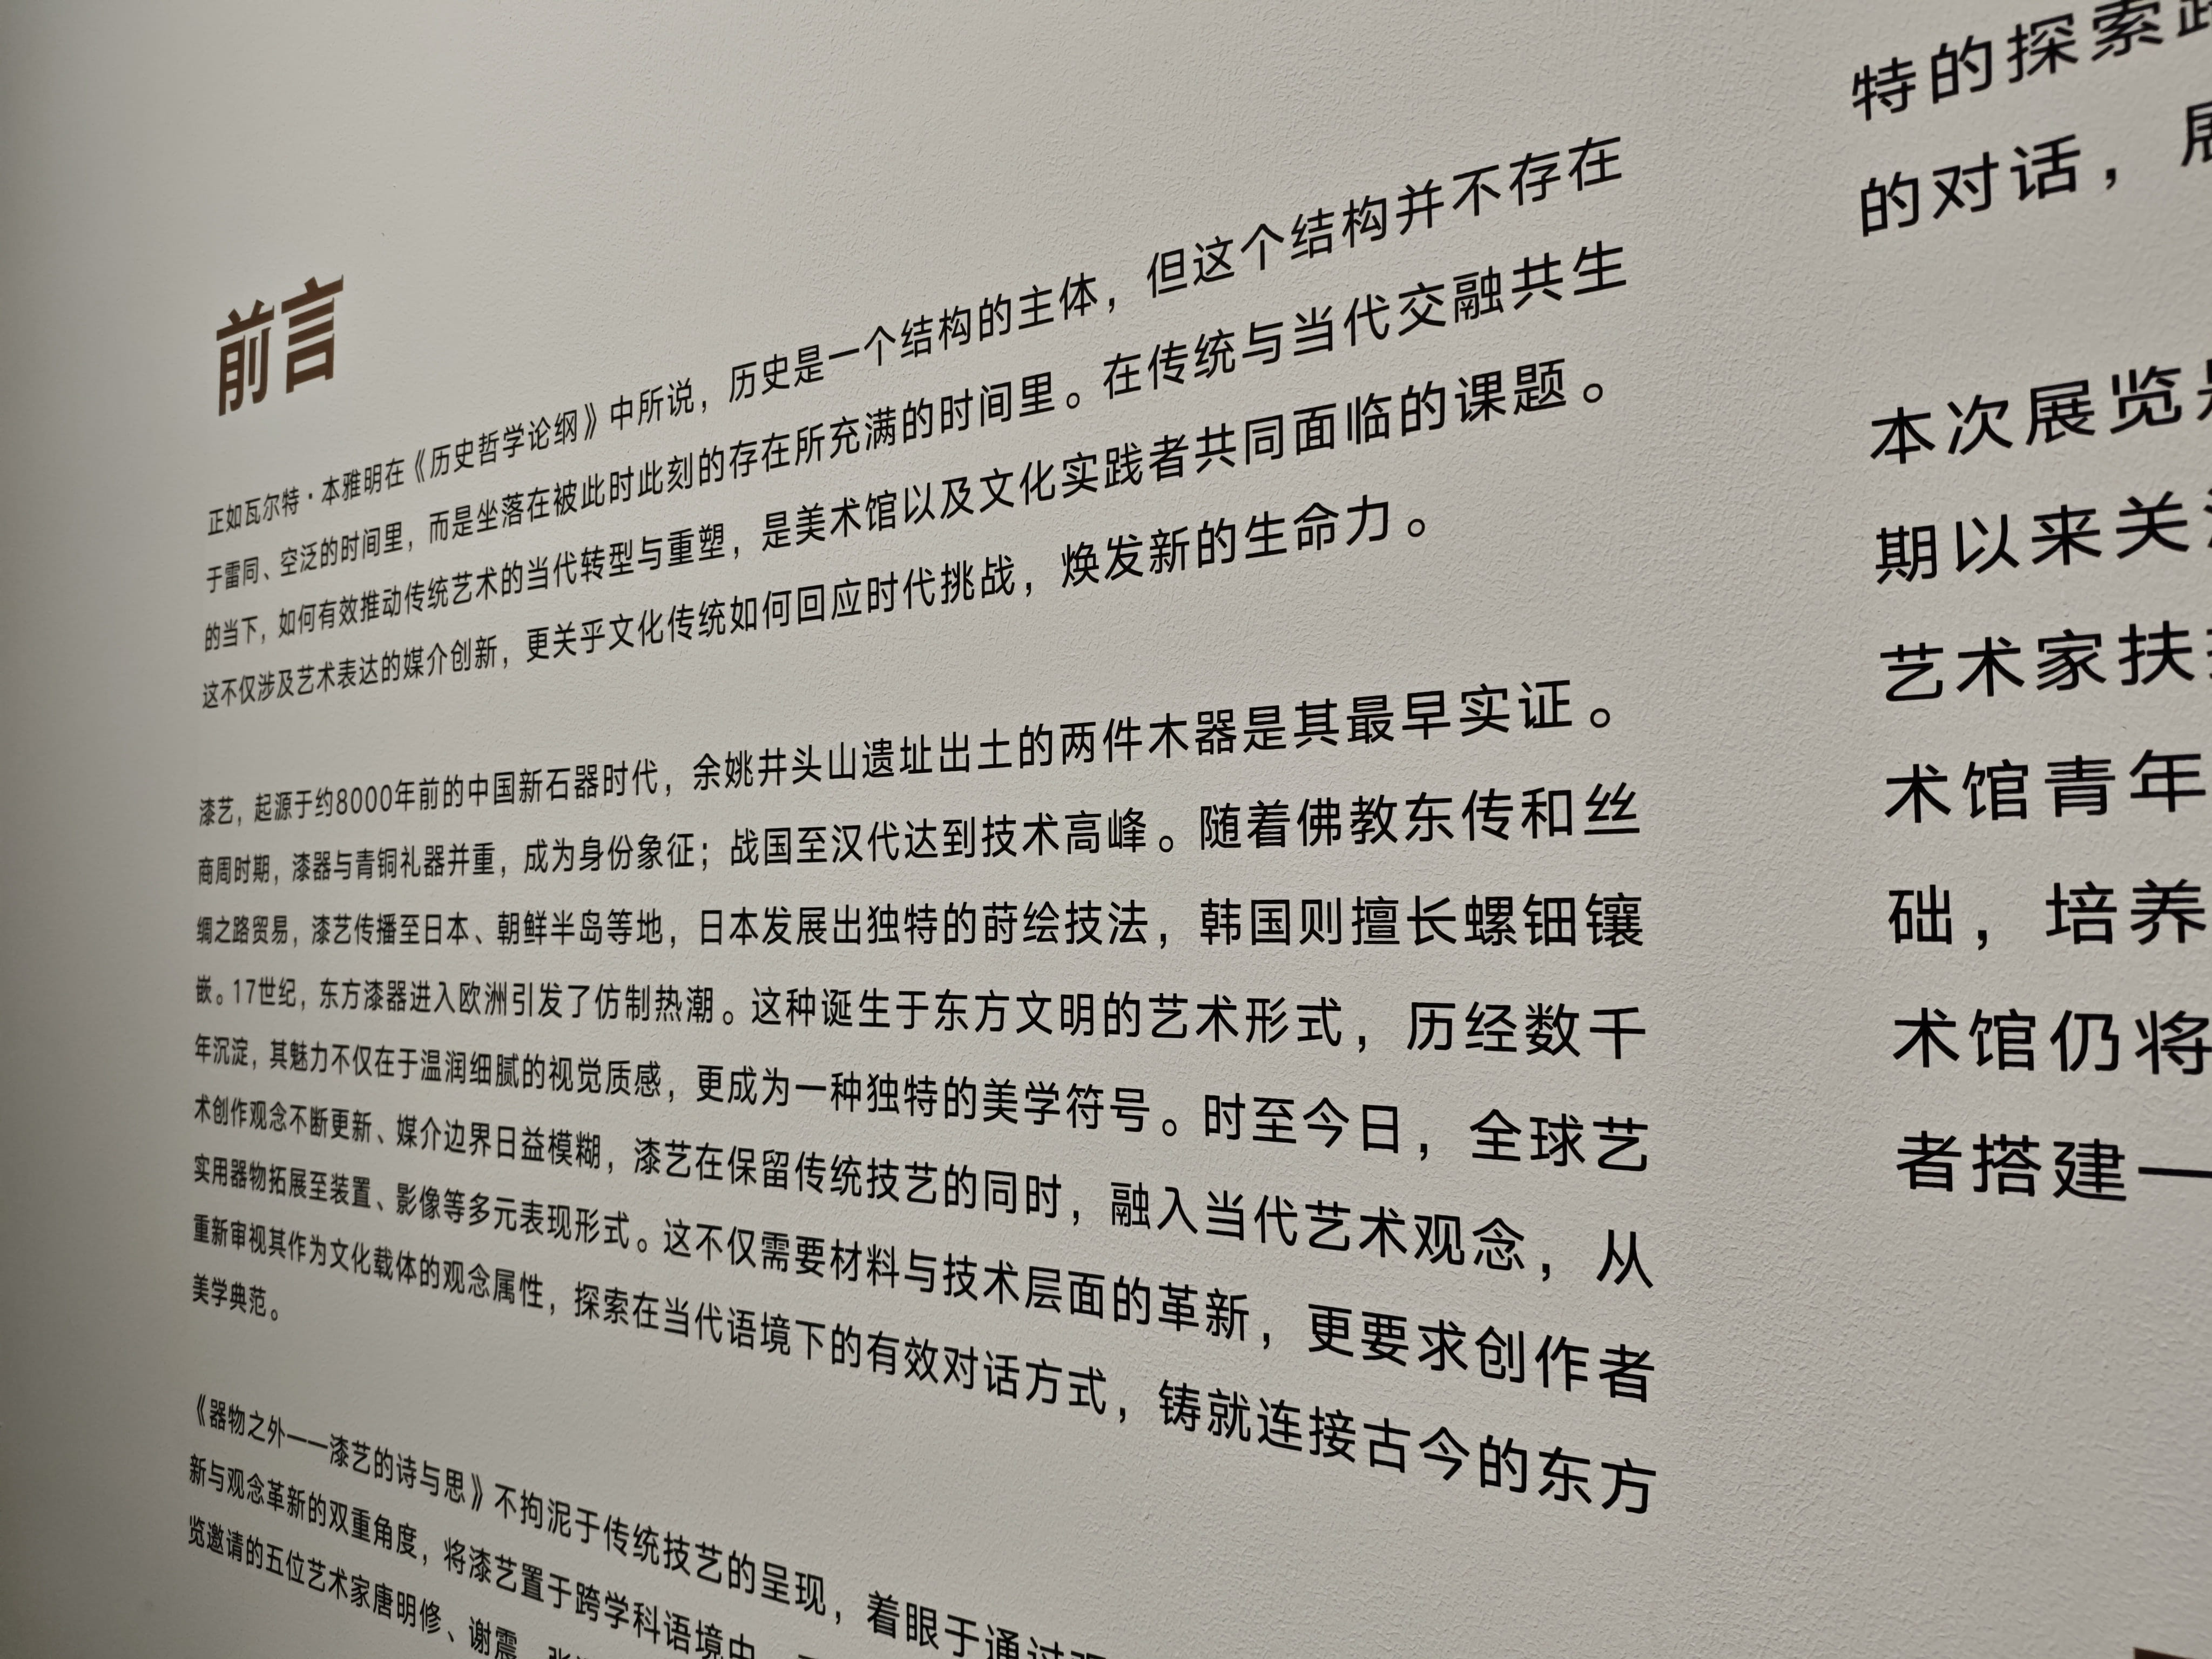 前言
正如瓦尔特·本雅明在《历史哲学论纲》中所说，历史是一个结构的主体，但这个结构并不存在
于雷同、空泛的时间里，而是坐落在被此时此刻的存在所充满的时间里。在传统与当代交融共生
的当下，如何有效推动传统艺术的当代转型与重塑，是美术馆以及文化实践者共同面临的课题。
这不仅涉及艺术表达的媒介创新，更关乎文化传统如何回应时代挑战，焕发新的生命力。
漆艺，起源于约8000年前的中国新石器时代，余姚井头山遗址出土的两件木器是其最早实证。
商周时期，漆器与青铜礼器并重，成为身份象征；战国至汉代达到技术高峰。随着佛教东传和丝
绸之路贸易，漆艺传播至日本、朝鲜半岛等地，日本发展出独特的莳绘技法，韩国则擅长螺钿镶
嵌。17世纪，东方漆器进入欧洲引发了仿制热潮。这种诞生于东方文明的艺术形式，历经数千
年沉淀，其魅力不仅在于温润细腻的视觉质感，更成为一种独特的美学符号。时至今日，全球艺
术创作观念不断更新、媒介边界日益模糊，漆艺在保留传统技艺的同时，融入当代艺术观念，从
实用器物拓展至装置、影像等多元表现形式。这不仅需要材料与技术层面的革新，更要求创作者
重新审视其作为文化载体的观念属性，探索在当代语境下的有效对话方式，铸就连接古今的东方
美学典范。
《器物之外——漆艺的诗与思》不拘泥于传统技艺的呈现，着眼于通过
新与观念革新的双重角度，将漆艺置于跨学科语境中，
览邀请的五位艺术家唐明修、谢震、
特的探索
的对话，
本次展览
期以来关
艺术家扶
术馆青年
础，培养
术馆仍将
者搭建一